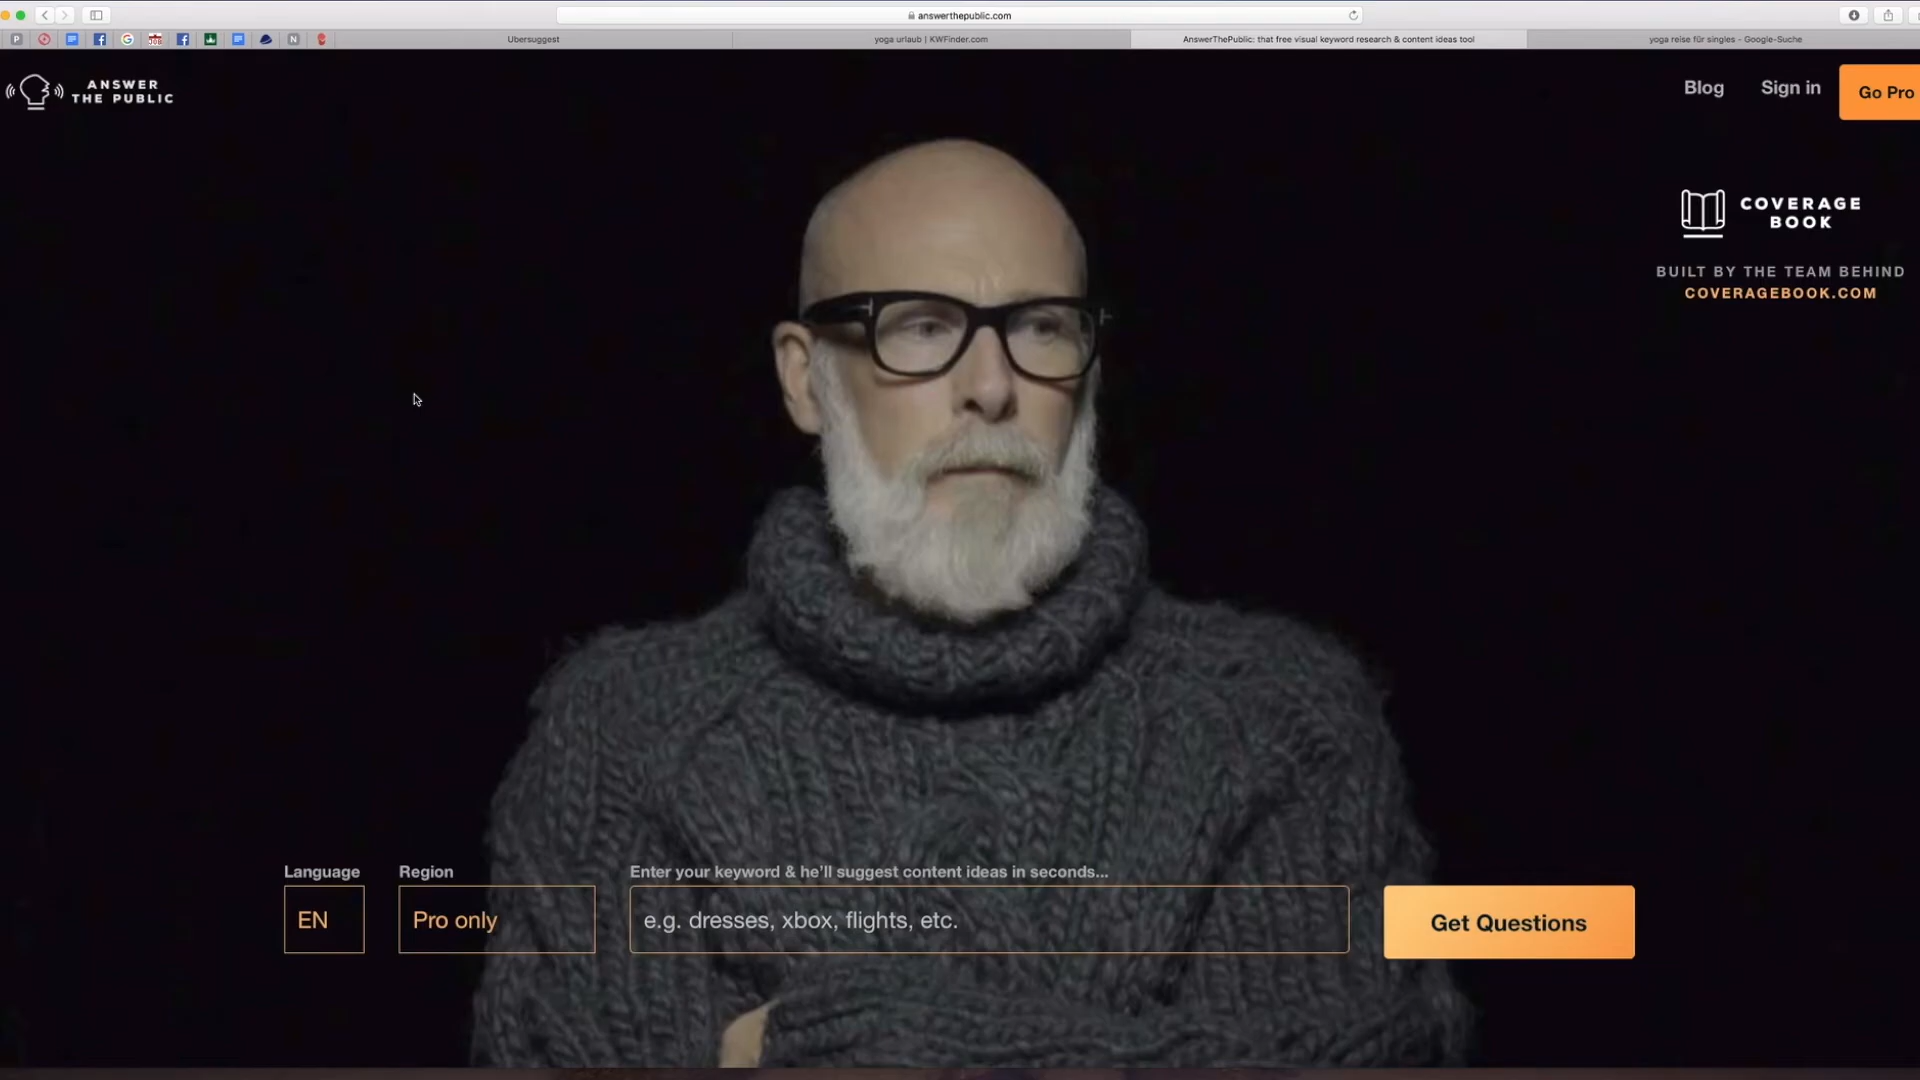 answerthepublic.com
Ubersuggest
yoga urlaub | KWFinder.com
AnswerThePublic: that free visual keyword research & content ideas tool
yoga reise für singles - Google-Suche
ANSWER
THE PUBLIC
Blog
Sign in
Go Pro
COVERAGE
BOOK
BUILT BY THE TEAM BEHIND
COVERAGEBOOK.COM
Language
Region
Enter your keyword & he'll suggest content ideas in seconds...
EN
Pro only
e.g. dresses, xbox, flights, etc.
Get Questions